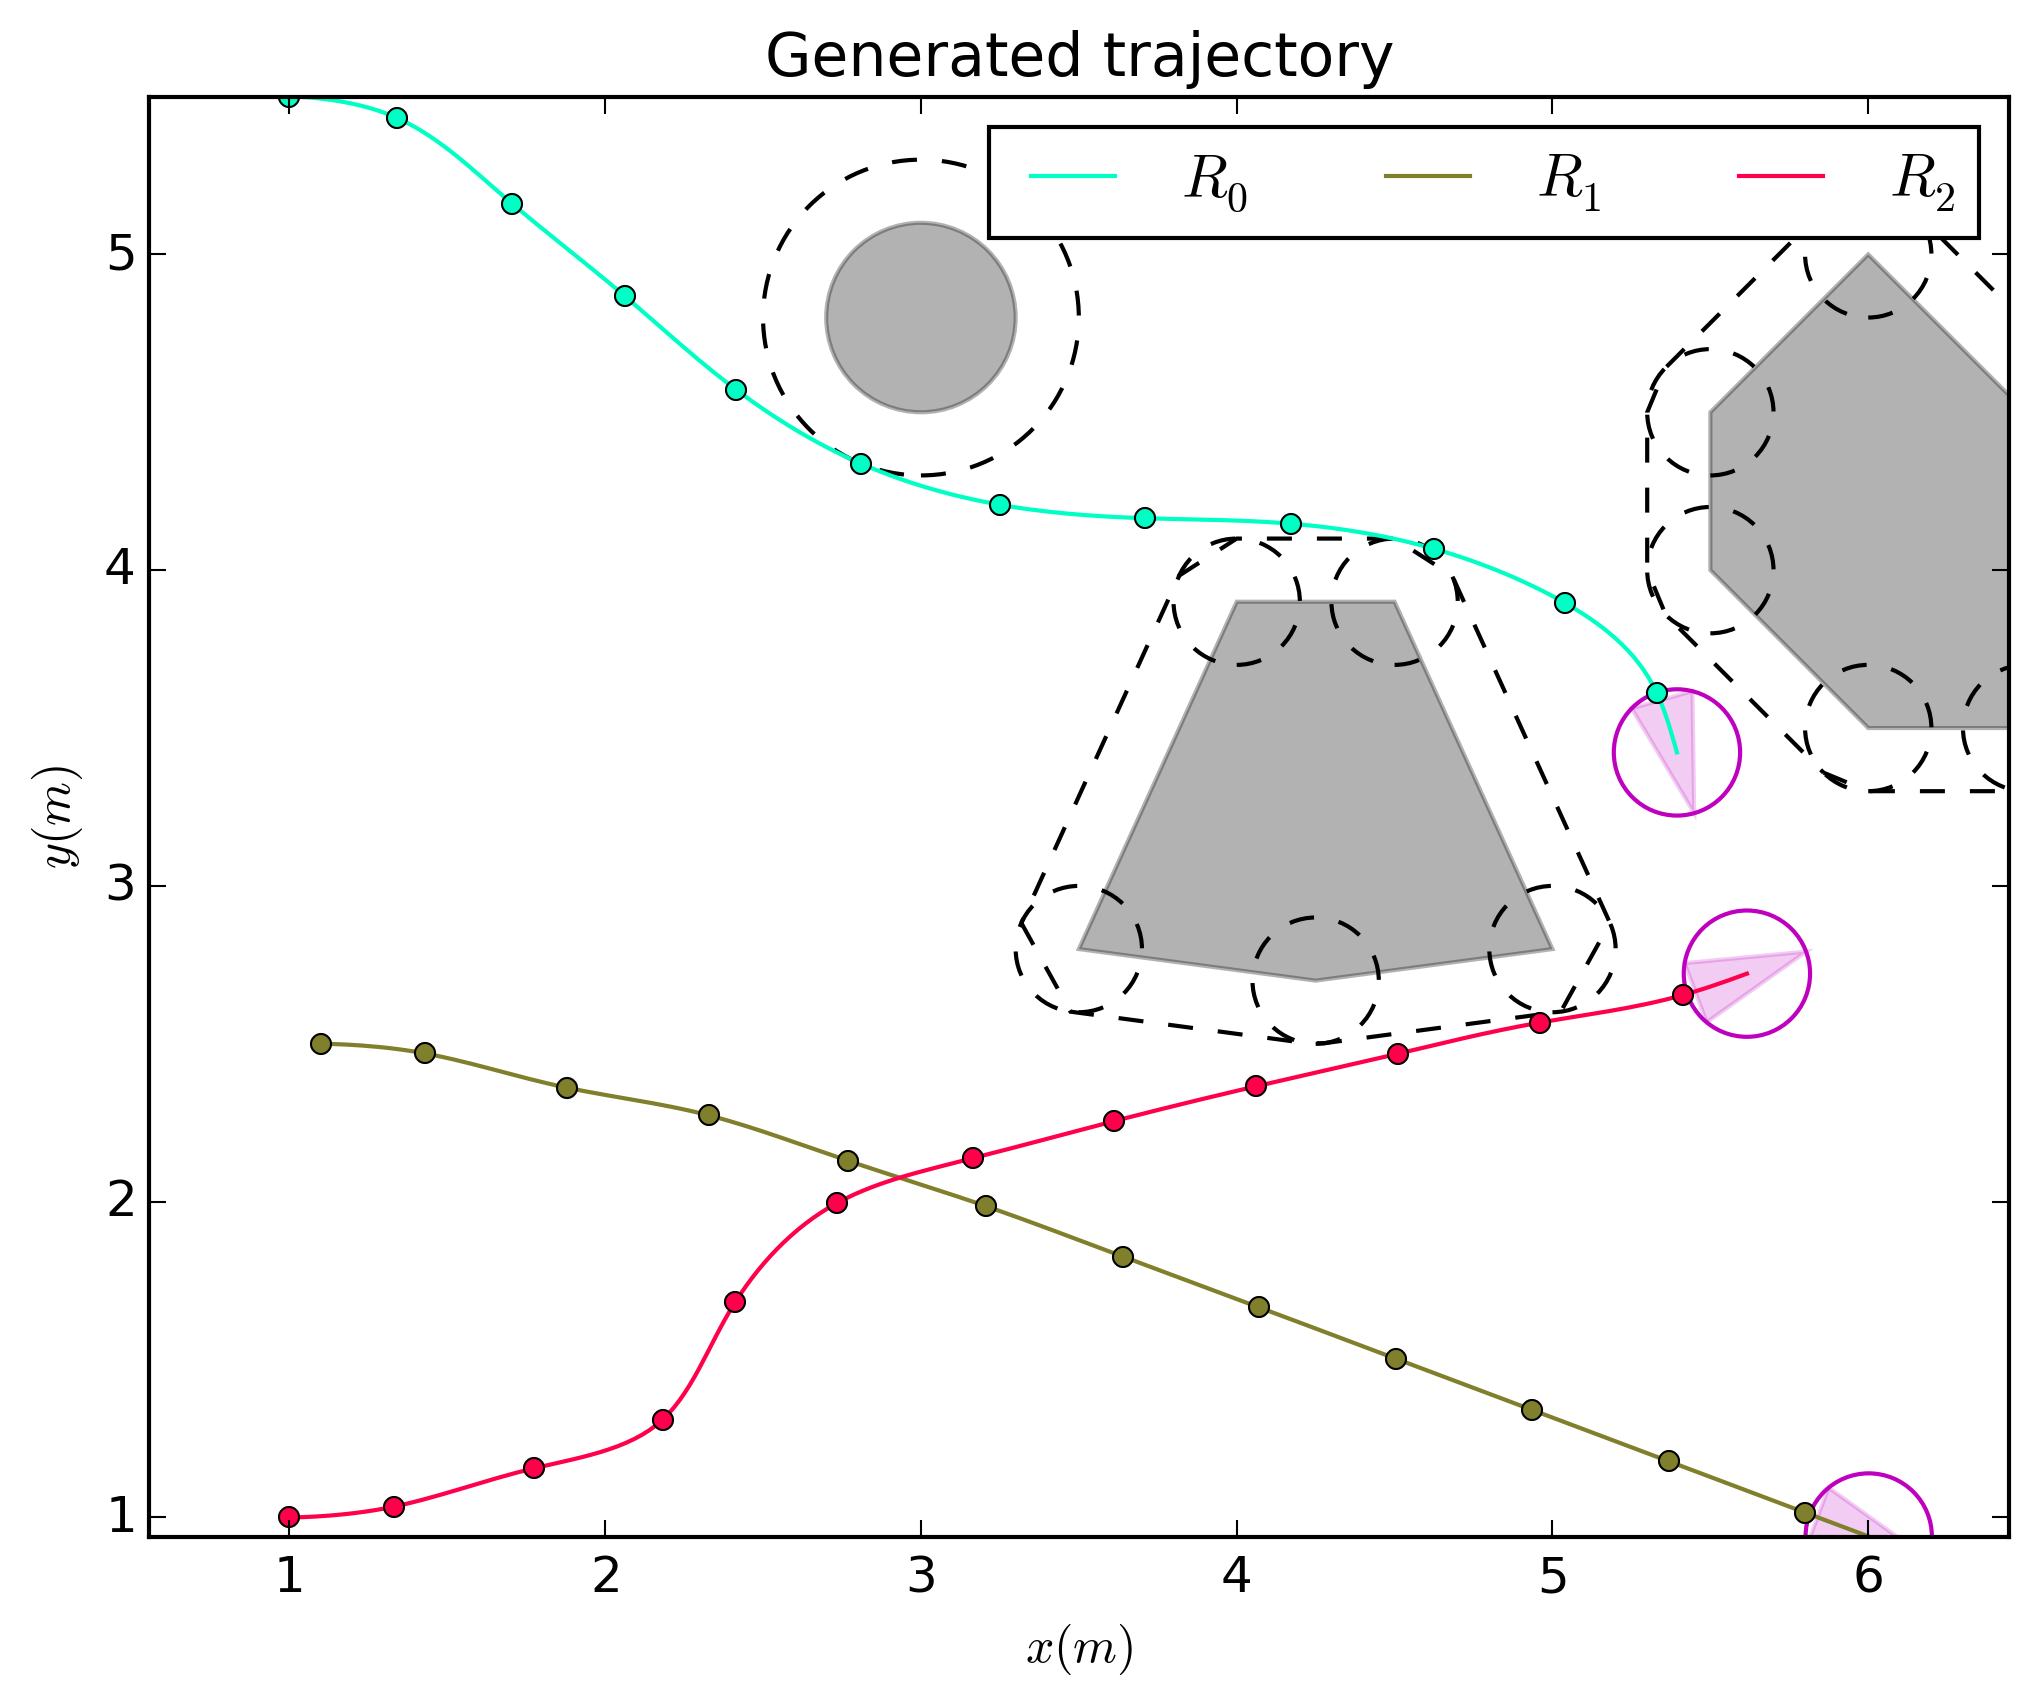 Generated trajectory
R₀ R₁ R₂
5
4
3
2
1
y(m)
1 2 3 4 5 6
x(m)